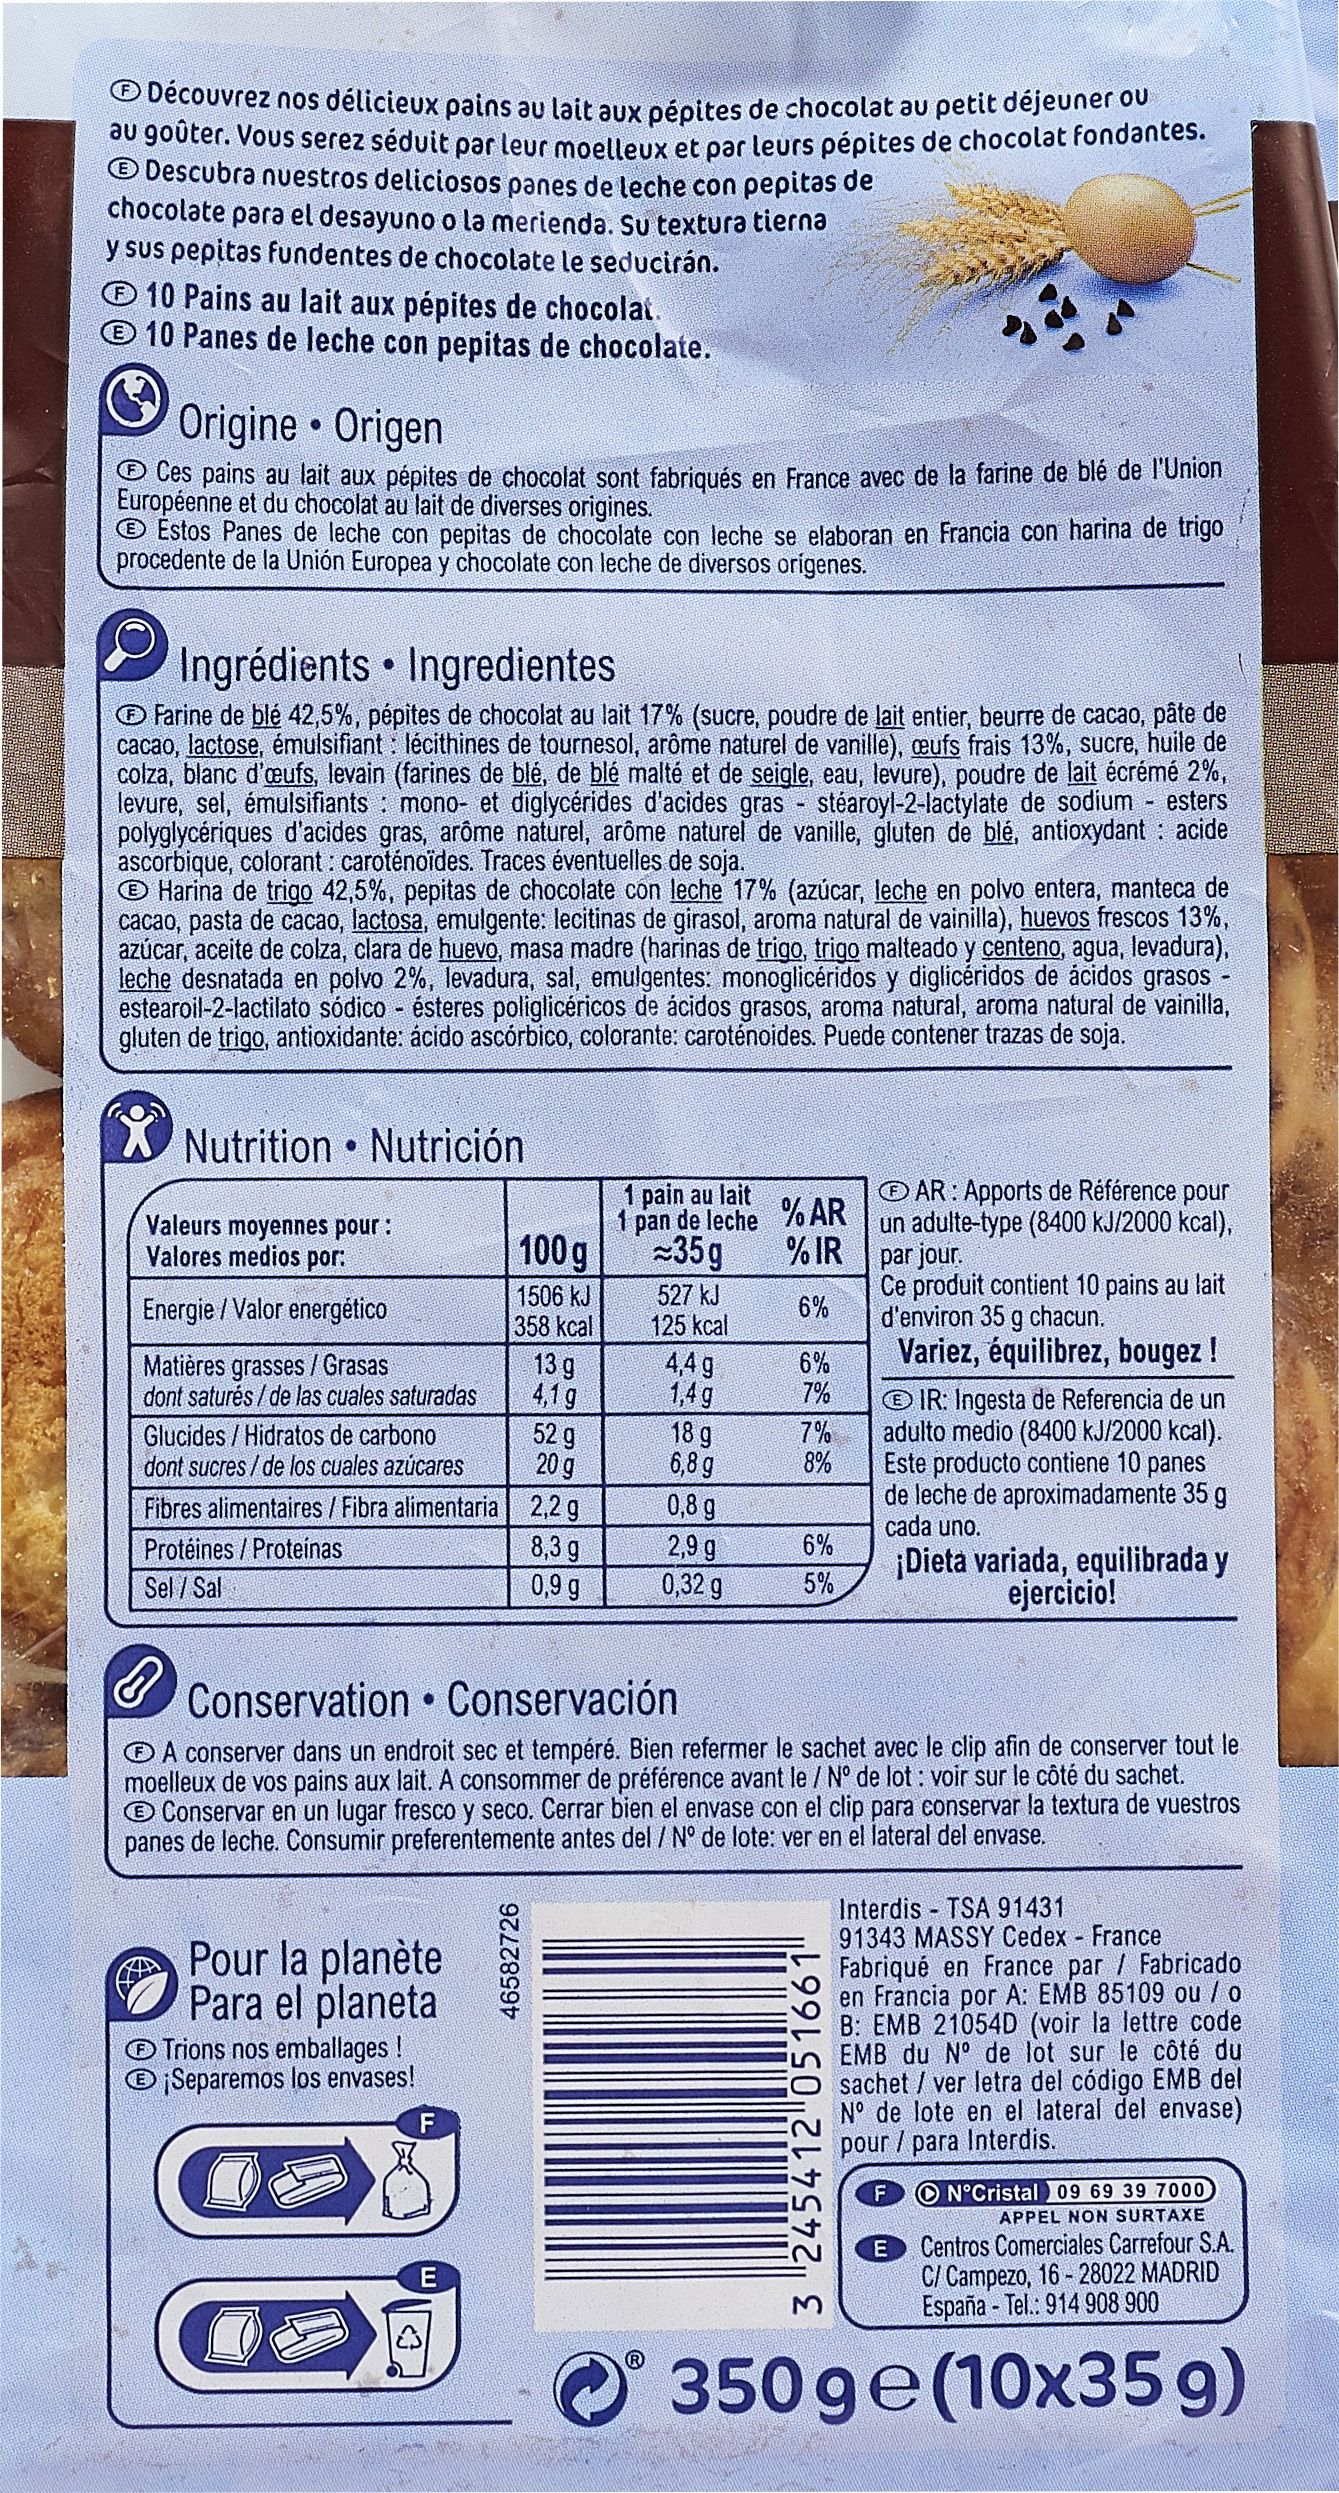 Ⓕ Découvrez nos délicieux pains au lait aux pépites de chocolat au petit déjeuner ou
au goûter. Vous serez séduit par leur moelleux et par leurs pépites de chocolat fondantes.
Ⓔ Descubra nuestros deliciosos panes de leche con pepitas de
chocolate para el desayuno o la merienda. Su textura tierna
y sus pepitas fundentes de chocolate le seducirán.
Ⓕ 10 Pains au lait aux pépites de chocolat.
Ⓔ 10 Panes de leche con pepitas de chocolate.
Origine • Origen
Ⓕ Ces pains au lait aux pépites de chocolat sont fabriqués en France avec de la farine de blé de l'Union
Européenne et du chocolat au lait de diverses origines.
Ⓔ Estos Panes de leche con pepitas de chocolate con leche se elaboran en Francia con harina de trigo
procedente de la Unión Europea y chocolate con leche de diversos orígenes.
Ingrédients • Ingredientes
Ⓕ Farine de blé 42,5%, pépites de chocolat au lait 17% (sucre, poudre de lait entier, beurre de cacao, pâte de
cacao, lactose, émulsifiant : lécithines de tournesol, arôme naturel de vanille), œufs frais 13%, sucre, huile de
colza, blanc d'œufs, levain (farines de blé, de blé malté et de seigle, eau, levure), poudre de lait écrémé 2%,
levure, sel, émulsifiants : mono- et diglycérides d'acides gras - stéaroyl-2-lactylate de sodium - esters
polyglycériques d'acides gras, arôme naturel, arôme naturel de vanille, gluten de blé, antioxydant : acide
ascorbique, colorant : caroténoïdes. Traces éventuelles de soja.
Ⓔ Harina de trigo 42,5%, pepitas de chocolate con leche 17% (azúcar, leche en polvo entera, manteca de
cacao, pasta de cacao, lactosa, emulgente: lecitinas de girasol, aroma natural de vainilla), huevos frescos 13%,
azúcar, aceite de colza, clara de huevo, masa madre (harinas de trigo, trigo malteado y centeno, agua, levadura),
leche desnatada en polvo 2%, levadura, sal, emulgentes: monoglicéridos y diglicéridos de ácidos grasos -
estearoil-2-lactilato sódico - ésteres poliglicéricos de ácidos grasos, aroma natural, aroma natural de vainilla,
gluten de trigo, antioxidante: ácido ascórbico, colorante: caroténoides. Puede contener trazas de soja.
Nutrition • Nutrición
Valeurs moyennes pour :
Valores medios por:
100 g
1 pain au lait
1 pan de leche
≈35 g
% AR
% IR
Energie / Valor energético
1506 kJ
358 kcal
527 kJ
125 kcal
6%
Matières grasses / Grasas 13 g 4,4 g 6%
dont saturés / de las cuales saturadas 4,1 g 1,4 g 7%
Glucides / Hidratos de carbono 52 g 18 g 7%
dont sucres / de los cuales azúcares 20 g 6,8 g 8%
Fibres alimentaires / Fibra alimentaria 2,2 g 0,8 g
Protéines / Proteínas 8,3 g 2,9 g 6%
Sel / Sal 0,9 g 0,32 g 5%
Ⓕ AR : Apports de Référence pour
un adulte-type (8400 kJ/2000 kcal),
par jour.
Ce produit contient 10 pains au lait
d'environ 35 g chacun.
Variez, équilibrez, bougez !
Ⓔ IR: Ingesta de Referencia de un
adulto medio (8400 kJ/2000 kcal).
Este producto contiene 10 panes
de leche de aproximadamente 35 g
cada uno.
¡Dieta variada, equilibrada y
ejercicio!
Conservation • Conservación
Ⓕ A conserver dans un endroit sec et tempéré. Bien refermer le sachet avec le clip afin de conserver tout le
moelleux de vos pains aux lait. A consommer de préférence avant le / Nº de lot : voir sur le côté du sachet.
Ⓔ Conservar en un lugar fresco y seco. Cerrar bien el envase con el clip para conservar la textura de vuestros
panes de leche. Consumir preferentemente antes del / Nº de lote: ver en el lateral del envase.
Pour la planète
Para el planeta
Ⓕ Trions nos emballages !
Ⓔ ¡Separemos los envases!
F
E
46582726
3 245412 051661
Interdis - TSA 91431
91343 MASSY Cedex - France
Fabriqué en France par / Fabricado
en Francia por A: EMB 85109 ou / o
B: EMB 21054D (voir la lettre code
EMB du Nº de lot sur le côté du
sachet / ver letra del código EMB del
Nº de lote en el lateral del envase)
pour / para Interdis.
F N°Cristal 09 69 39 7000
APPEL NON SURTAXE
E Centros Comerciales Carrefour S.A.
C/ Campezo, 16 - 28022 MADRID
España - Tel.: 914 908 900
® 350 g e (10x35 g)